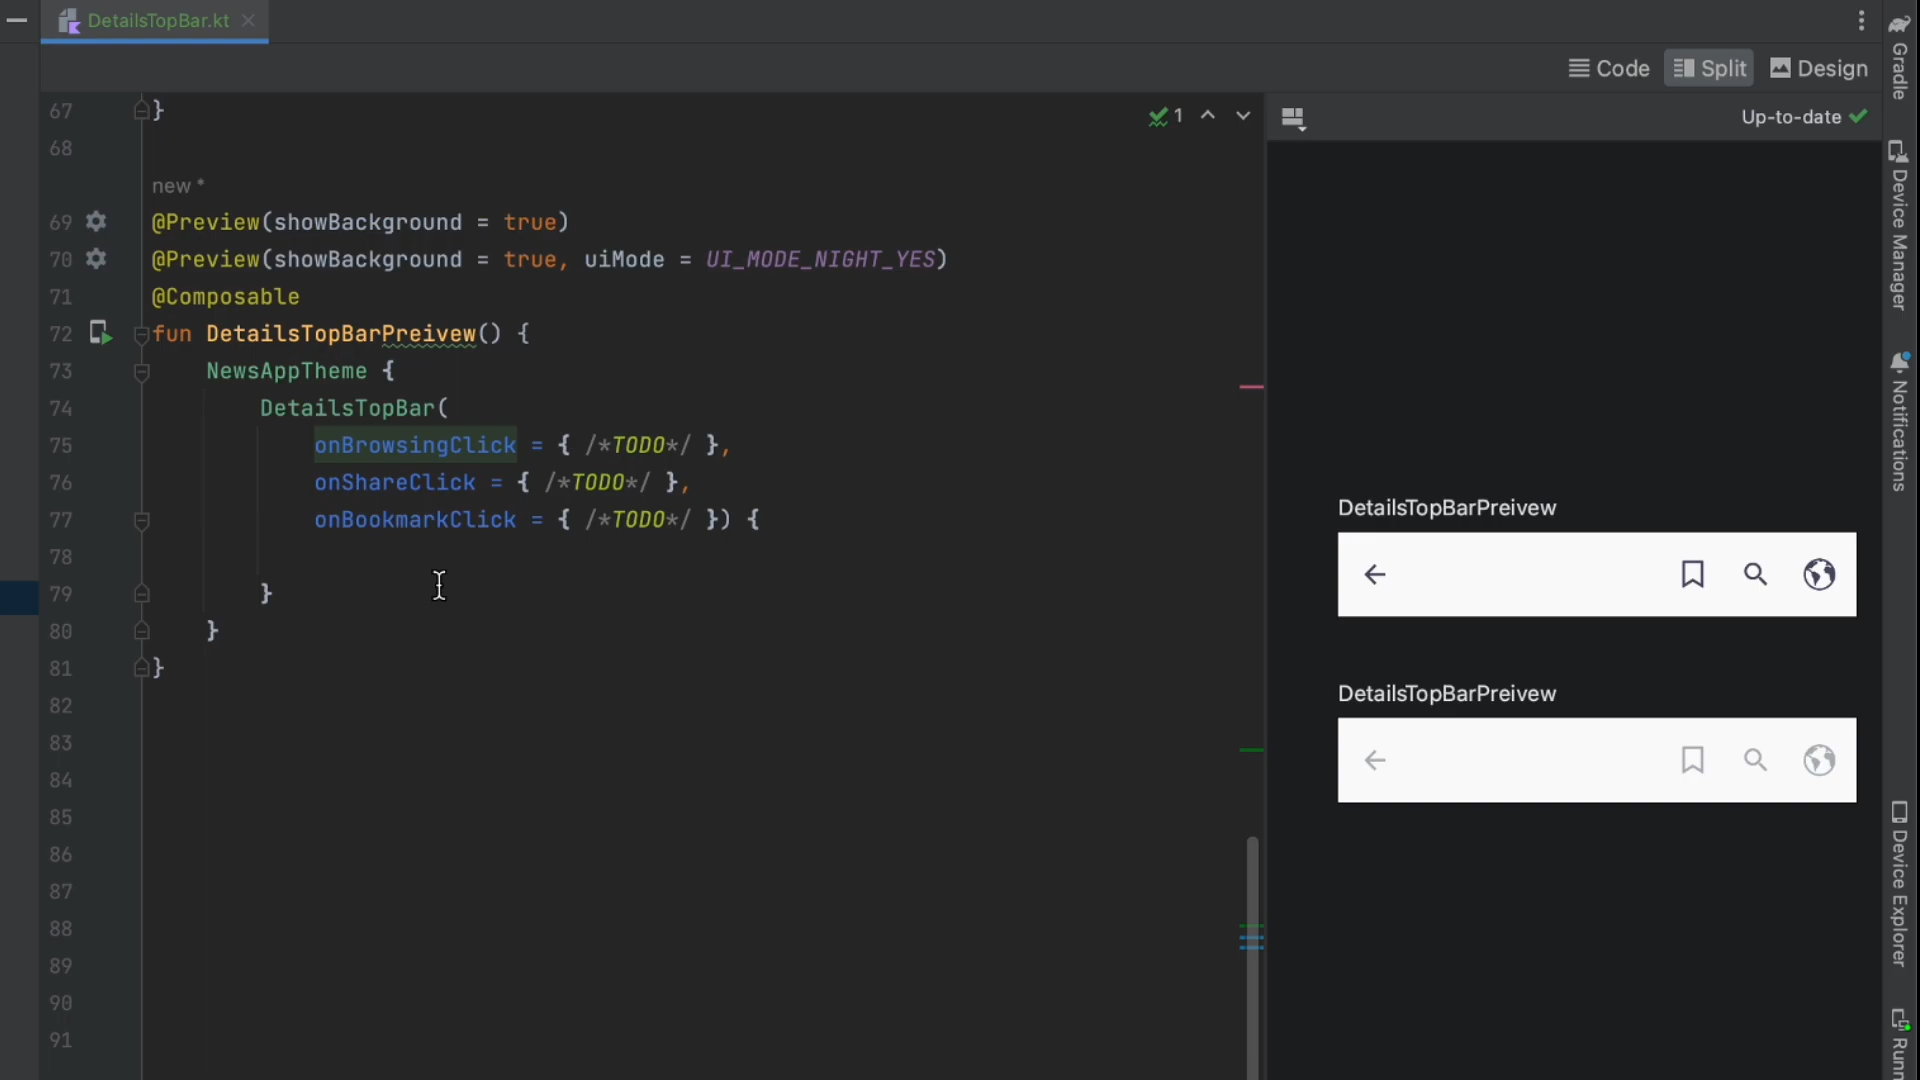 DetailsTopBar.kt
Code
Split
Design
67 }
1
Up-to-date
68
new *
69 @Preview(showBackground = true)
70 @Preview(showBackground = true, uiMode = UI_MODE_NIGHT_YES)
71 @Composable
72 fun DetailsTopBarPreivew() {
73 NewsAppTheme {
74 DetailsTopBar(
75 onBrowsingClick = { /*TODO*/ },
76 onShareClick = { /*TODO*/ },
77 onBookmarkClick = { /*TODO*/ }) {
78
79 }
80 }
81 }
82
83
84
85
86
87
88
89
90
91
DetailsTopBarPreivew
DetailsTopBarPreivew
Gradle
Device Manager
Notifications
Device Explorer
Runn